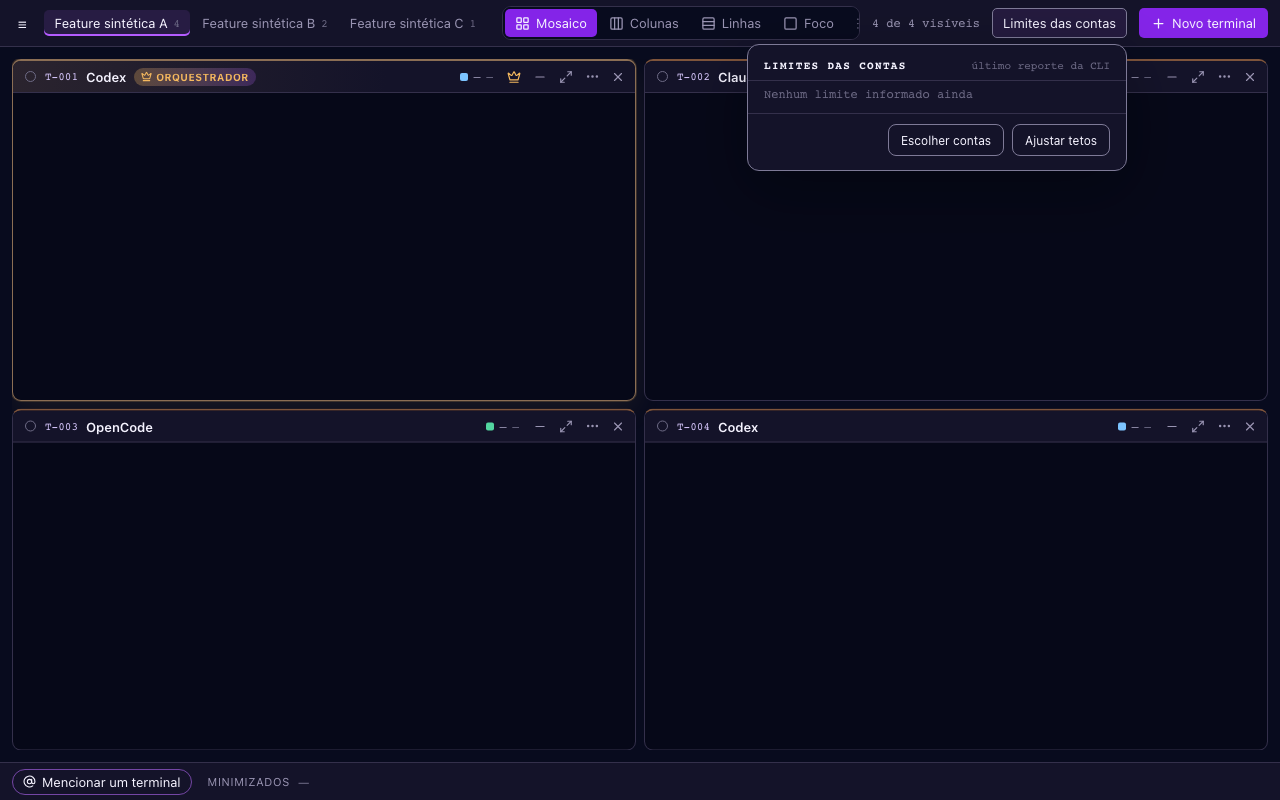 Feature sintética A 4 Feature sintética B 2 Feature sintética C 1 Mosaico Colunas Linhas Foco 4 de 4 visíveis Limites das contas + Novo terminal
T-001 Codex ORQUESTRADOR — —
T-002 Clau
LIMITES DAS CONTAS último reporte da CLI
Nenhum limite informado ainda
Escolher contas Ajustar tetos
T-003 OpenCode — —
T-004 Codex — —
@ Mencionar um terminal MINIMIZADOS —